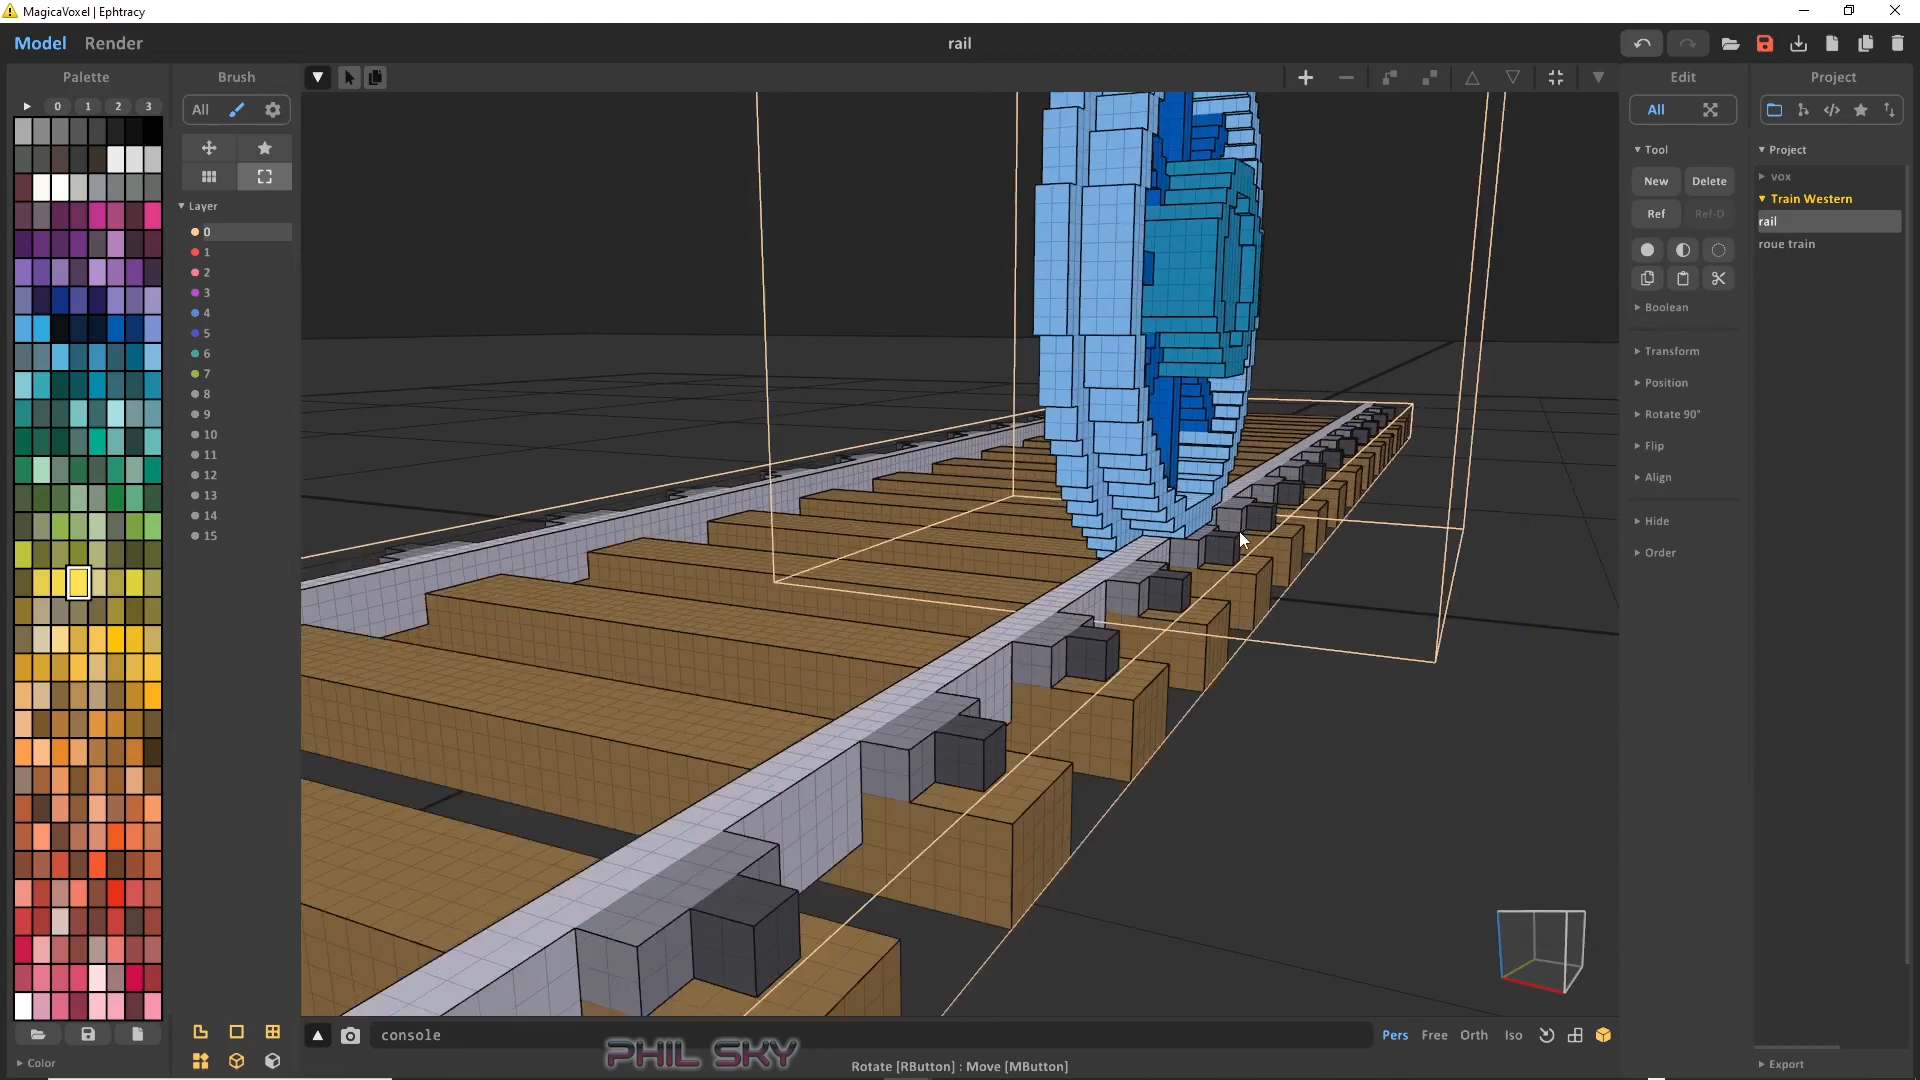 MagicaVoxel | Ephtracy
Model Render
rail
Palette
Brush
Edit
Project
0 1 2 3
All
All
Layer
0
1
2
3
4
5
6
7
8
9
10
11
12
13
14
15
Tool
New Delete
Ref Ref-D
Boolean
Transform
Position
Rotate 90°
Flip
Align
Hide
Order
Project
vox
Train Western
rail
roue train
console
Pers Free Orth Iso
PHIL SKY
Color
Rotate [RButton] : Move [MButton]
Export